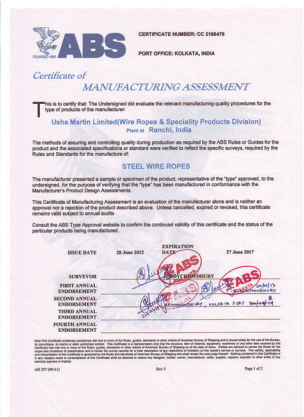 ABS
FOUNDED 1862
CERTIFICATE NUMBER: CC 2166476
PORT OFFICE: KOLKATA, INDIA
Certificate of
MANUFACTURING ASSESSMENT
This is to certify that: The Undersigned did evaluate the relevant manufacturing quality procedures for the
type of products of the manufacturer
Usha Martin Limited(Wire Ropes & Speciality Products Division)
Plant at Ranchi, India
The methods of assuring and controlling quality during production as required by the ABS Rules or Guides for the
product and the associated specifications or standard were verified to reflect the specific surveys, required by the
Rules and Standards for the manufacture of:
STEEL WIRE ROPES
The manufacturer presented a sample or specimen of the product, representative of the "type" approved, to the
undersigned, for the purpose of verifying that the "type" has been manufactured in conformance with the
Manufacturer's Product Design Assessments.
This Certificate of Manufacturing Assessment is an evaluation of the manufacturer alone and is neither an
approval nor a rejection of the product described above. Unless cancelled, expired or revoked, this certificate
remains valid subject to annual audits
Consult the ABS Type Approval website to confirm the continued validity of this certificate and the status of the
particular products being manufactured.
EXPIRATION
ISSUE DATE 28 June 2012 DATE 27 June 2017
SURVEYOR ROYCHOUDHURY
FIRST ANNUAL
ENDORSEMENT
SECOND ANNUAL
ENDORSEMENT KOLKATA PORT
THIRD ANNUAL
ENDORSEMENT
FOURTH ANNUAL
ENDORSEMENT
AB 257 (09-11) Rev 0 Page 1 of 2